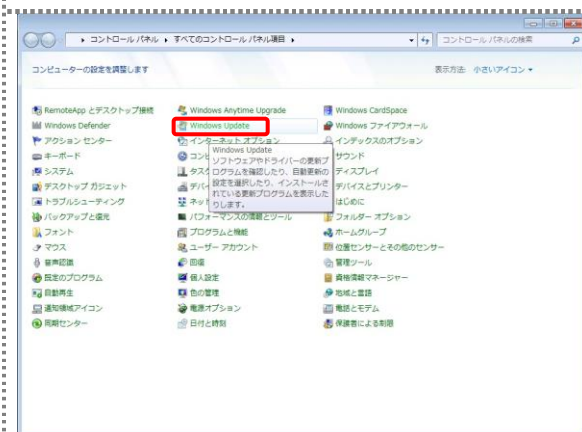 コントロール パネル ▸ すべてのコントロール パネル項目 ▸
コントロール パネルの検索
コンピューターの設定を調整します
表示方法: 小さいアイコン
RemoteApp とデスクトップ接続
Windows Anytime Upgrade
Windows CardSpace
Windows Defender
Windows Update
Windows ファイアウォール
アクション センター
インターネット オプション
インデックスのオプション
キーボード
サウンド
システム
ディスプレイ
デスクトップ ガジェット
デバイスとプリンター
トラブルシューティング
はじめに
Windows Update
ソフトウェアやドライバーの更新プ
ログラムを確認したり、自動更新の
設定を選択したり、インストールさ
れている更新プログラムを表示した
りします。
バックアップと復元
パフォーマンスの情報とツール
フォルダー オプション
フォント
プログラムと機能
ホームグループ
マウス
ユーザー アカウント
位置センサーとその他のセンサー
音声認識
回復
管理ツール
既定のプログラム
個人設定
資格情報マネージャー
自動再生
色の管理
地域と言語
通知領域アイコン
電源オプション
電話とモデム
同期センター
日付と時刻
保護者による制限